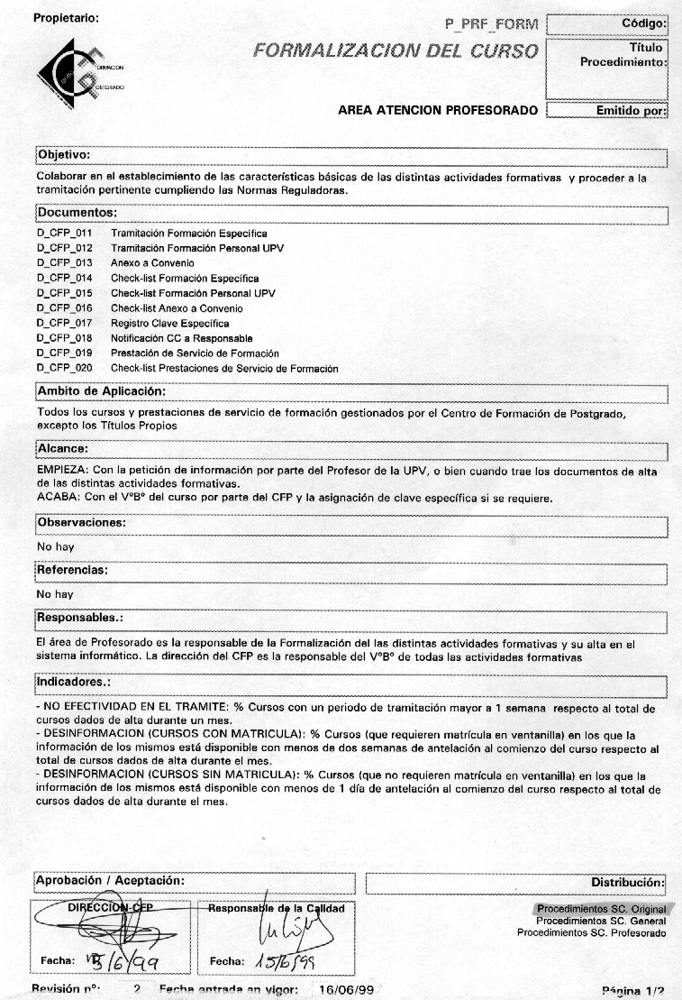 Propietario:
P_PRF_FORM
Código:
FORMALIZACION DEL CURSO
Título
Procedimiento:
FORMACION
POSTGRADO
AREA ATENCION PROFESORADO
Emitido por:
Objetivo:
Colaborar en el establecimiento de las características básicas de las distintas actividades formativas y proceder a la
tramitación pertinente cumpliendo las Normas Reguladoras.
Documentos:
D_CFP_011 Tramitación Formación Específica
D_CFP_012 Tramitación Formación Personal UPV
D_CFP_013 Anexo a Convenio
D_CFP_014 Check-list Formación Específica
D_CFP_015 Check-list Formación Personal UPV
D_CFP_016 Check-list Anexo a Convenio
D_CFP_017 Registro Clave Específica
D_CFP_018 Notificación CC a Responsable
D_CFP_019 Prestación de Servicio de Formación
D_CFP_020 Check-list Prestaciones de Servicio de Formación
Ambito de Aplicación:
Todos los cursos y prestaciones de servicio de formación gestionados por el Centro de Formación de Postgrado,
excepto los Títulos Propios
Alcance:
EMPIEZA: Con la petición de información por parte del Profesor de la UPV, o bien cuando trae los documentos de alta
de las distintas actividades formativas.
ACABA: Con el VºBº del curso por parte del CFP y la asignación de clave específica si se requiere.
Observaciones:
No hay
Referencias:
No hay
Responsables.:
El área de Profesorado es la responsable de la Formalización del las distintas actividades formativas y su alta en el
sistema informático. La dirección del CFP es la responsable del VºBº de todas las actividades formativas
Indicadores.:
- NO EFECTIVIDAD EN EL TRAMITE: % Cursos con un periodo de tramitación mayor a 1 semana respecto al total de
cursos dados de alta durante un mes.
- DESINFORMACION (CURSOS CON MATRICULA): % Cursos (que requieren matrícula en ventanilla) en los que la
información de los mismos está disponible con menos de dos semanas de antelación al comienzo del curso respecto al
total de cursos dados de alta durante el mes.
- DESINFORMACION (CURSOS SIN MATRICULA): % Cursos (que no requieren matrícula en ventanilla) en los que la
información de los mismos está disponible con menos de 1 día de antelación al comienzo del curso respecto al total de
cursos dados de alta durante el mes.
Aprobación / Aceptación:
Distribución:
DIRECCION-CFP
Responsable de la Calidad
Procedimientos SC. Original
Procedimientos SC. General
Procedimientos SC. Profesorado
Fecha: 15/6/99
Fecha: 15/6/99
Revisión nº: 2 Fecha entrada en vigor: 16/06/99
Página 1/2